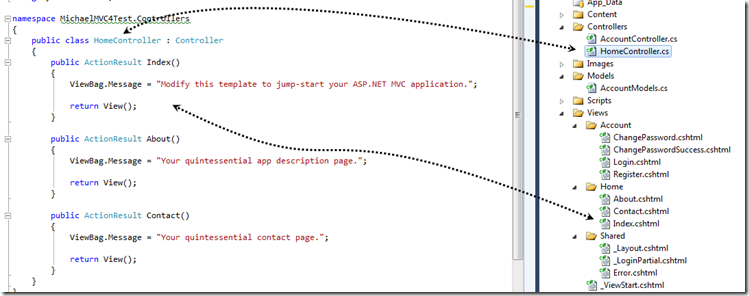 namespace MichaelMVC4Test.Controllers
{
public class HomeController : Controller
{
public ActionResult Index()
{
ViewBag.Message = "Modify this template to jump-start your ASP.NET MVC application.";
return View();
}
public ActionResult About()
{
ViewBag.Message = "Your quintessential app description page.";
return View();
}
public ActionResult Contact()
{
ViewBag.Message = "Your quintessential contact page.";
return View();
}
}
}
App_Data
Content
Controllers
AccountController.cs
HomeController.cs
Images
Models
AccountModels.cs
Scripts
Views
Account
ChangePassword.cshtml
ChangePasswordSuccess.cshtml
Login.cshtml
Register.cshtml
Home
About.cshtml
Contact.cshtml
Index.cshtml
Shared
_Layout.cshtml
_LoginPartial.cshtml
Error.cshtml
_ViewStart.cshtml